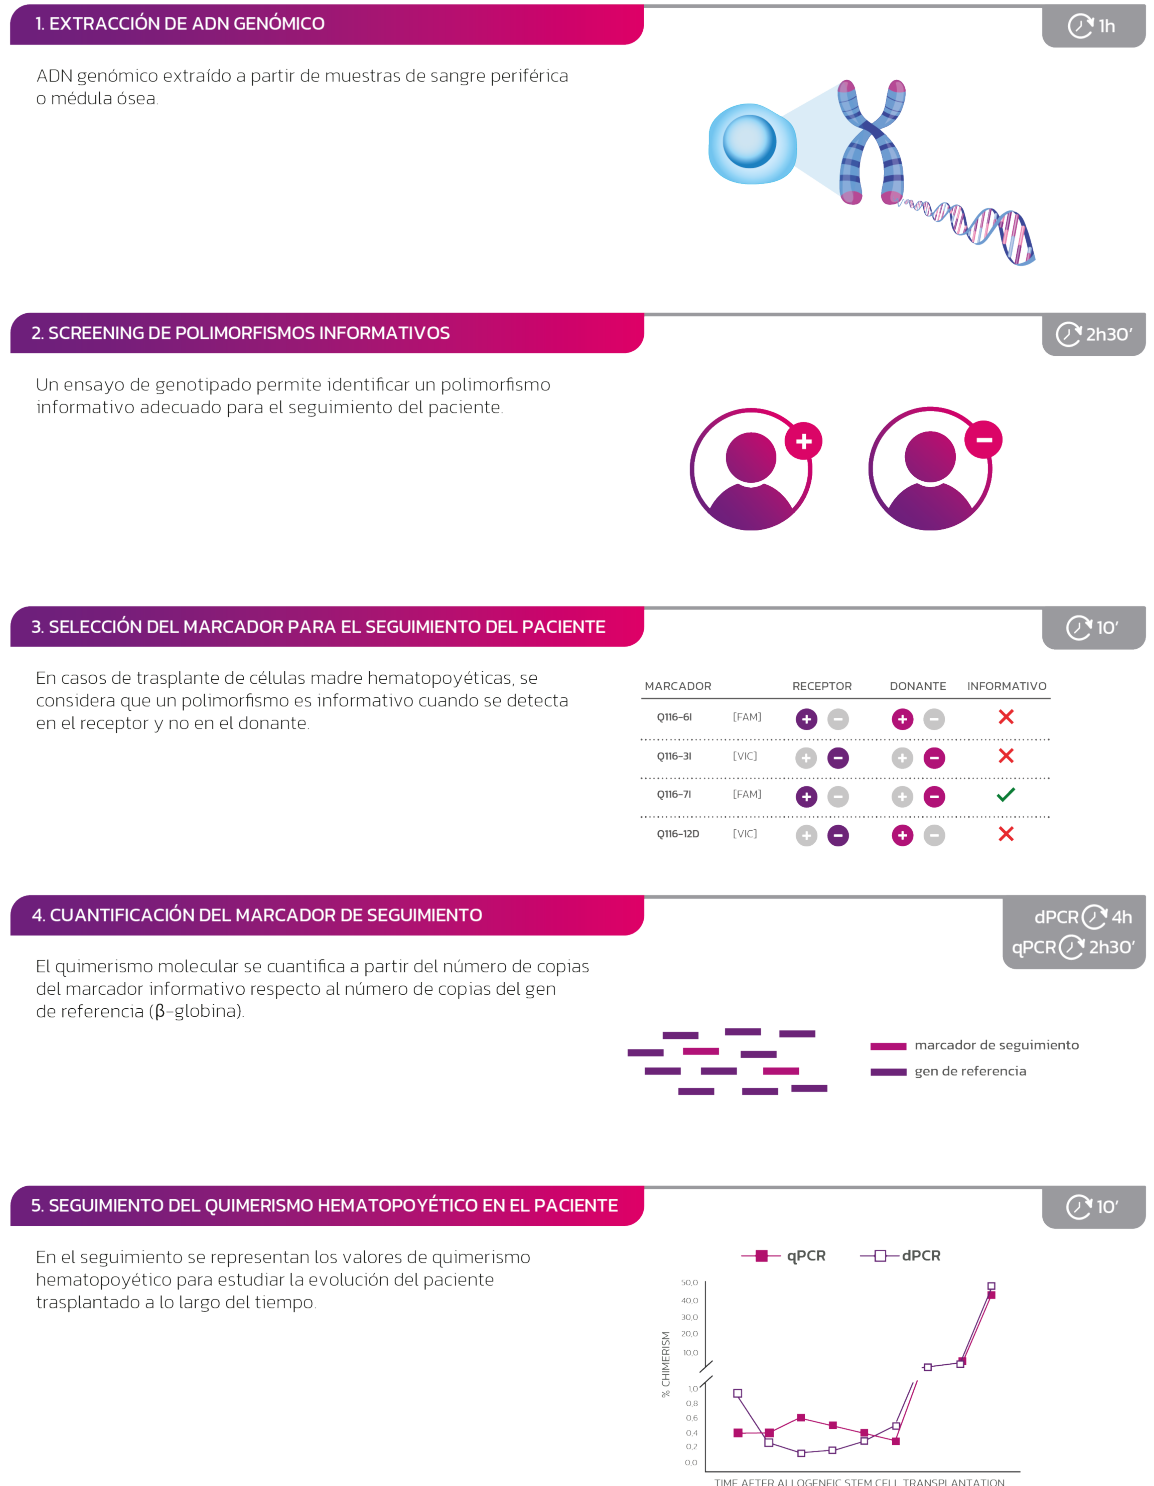 1. EXTRACCIÓN DE ADN GENÓMICO
1h
ADN genómico extraído a partir de muestras de sangre periférica
o médula ósea.
2. SCREENING DE POLIMORFISMOS INFORMATIVOS
2h30’
Un ensayo de genotipado permite identificar un polimorfismo
informativo adecuado para el seguimiento del paciente.
+
−
3. SELECCIÓN DEL MARCADOR PARA EL SEGUIMIENTO DEL PACIENTE
10’
En casos de trasplante de células madre hematopoyéticas, se
considera que un polimorfismo es informativo cuando se detecta
en el receptor y no en el donante.
MARCADOR RECEPTOR DONANTE INFORMATIVO
Q116-6I [FAM] + − + −
Q116-3I [VIC] + − + −
Q116-7I [FAM] + − + −
Q116-12D [VIC] + − + −
4. CUANTIFICACIÓN DEL MARCADOR DE SEGUIMIENTO
dPCR 4h
qPCR 2h30’
El quimerismo molecular se cuantifica a partir del número de copias
del marcador informativo respecto al número de copias del gen
de referencia (β-globina).
marcador de seguimiento
gen de referencia
5. SEGUIMIENTO DEL QUIMERISMO HEMATOPOYÉTICO EN EL PACIENTE
10’
En el seguimiento se representan los valores de quimerismo
hematopoyético para estudiar la evolución del paciente
trasplantado a lo largo del tiempo.
qPCR dPCR
50,0
40,0
30,0
20,0
10,0
1,0
0,8
0,6
0,4
0,2
0,0
% CHIMERISM
TIME AFTER ALLOGENEIC STEM CELL TRANSPLANTATION